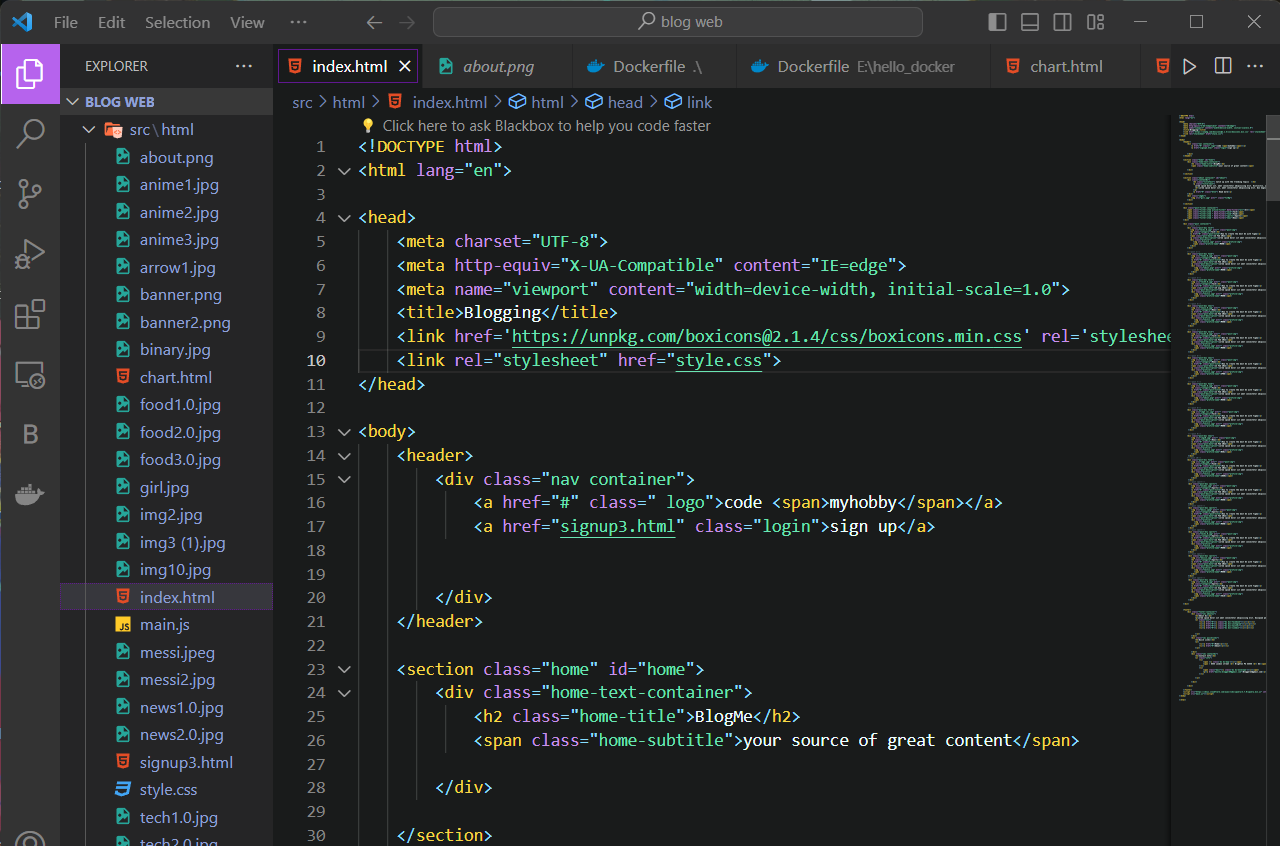 File Edit Selection View ··· blog web
EXPLORER ···
BLOG WEB
src\html
about.png
anime1.jpg
anime2.jpg
anime3.jpg
arrow1.jpg
banner.png
banner2.png
binary.jpg
chart.html
food1.0.jpg
food2.0.jpg
food3.0.jpg
girl.jpg
img2.jpg
img3 (1).jpg
img10.jpg
index.html
JS main.js
messi.jpeg
messi2.jpg
news1.0.jpg
news2.0.jpg
signup3.html
style.css
tech1.0.jpg
tech2.0.jpg
B
index.html about.png Dockerfile .\ Dockerfile E:\hello_docker chart.html ···
src > html > index.html > html > head > link
Click here to ask Blackbox to help you code faster
1 <!DOCTYPE html>
2 <html lang="en">
3
4 <head>
5 <meta charset="UTF-8">
6 <meta http-equiv="X-UA-Compatible" content="IE=edge">
7 <meta name="viewport" content="width=device-width, initial-scale=1.0">
8 <title>Blogging</title>
9 <link href='https://unpkg.com/boxicons@2.1.4/css/boxicons.min.css' rel='styleshee
10 <link rel="stylesheet" href="style.css">
11 </head>
12
13 <body>
14 <header>
15 <div class="nav container">
16 <a href="#" class=" logo">code <span>myhobby</span></a>
17 <a href="signup3.html" class="login">sign up</a>
18
19
20 </div>
21 </header>
22
23 <section class="home" id="home">
24 <div class="home-text-container">
25 <h2 class="home-title">BlogMe</h2>
26 <span class="home-subtitle">your source of great content</span>
27
28 </div>
29
30 </section>